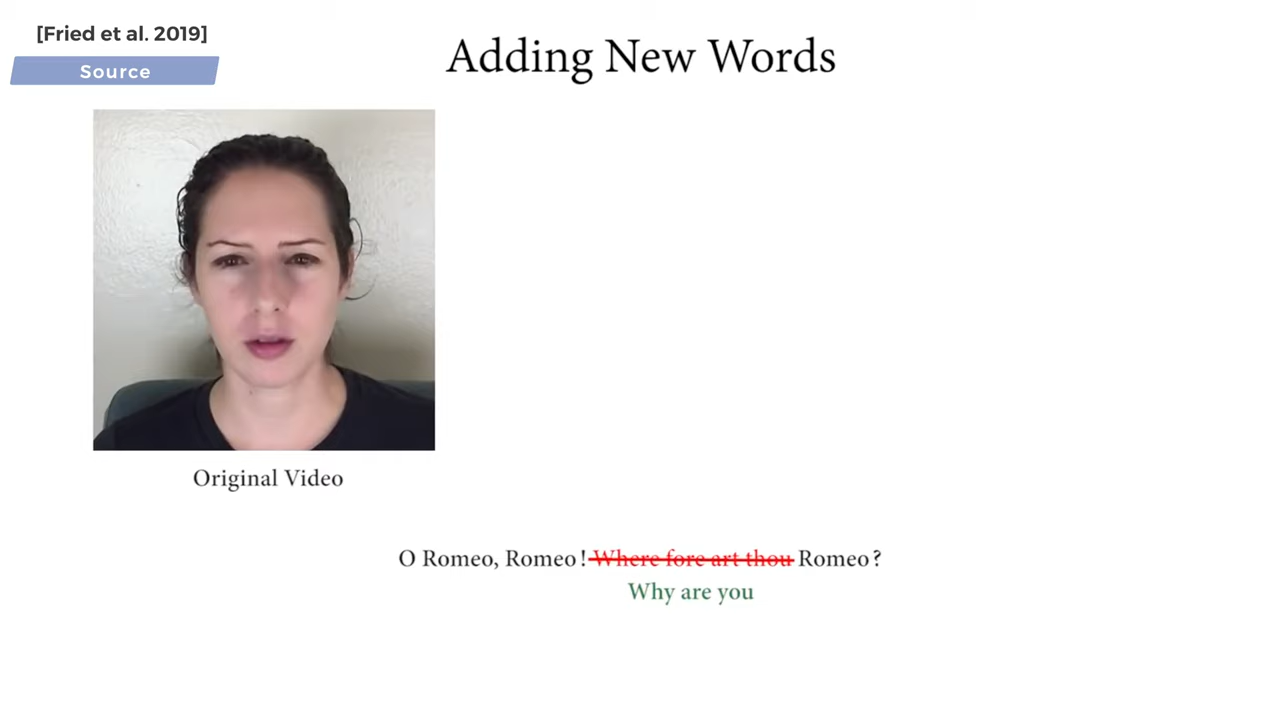 [Fried et al. 2019]
Source
Adding New Words
Original Video
O Romeo, Romeo! Where fore art thou Romeo?
Why are you